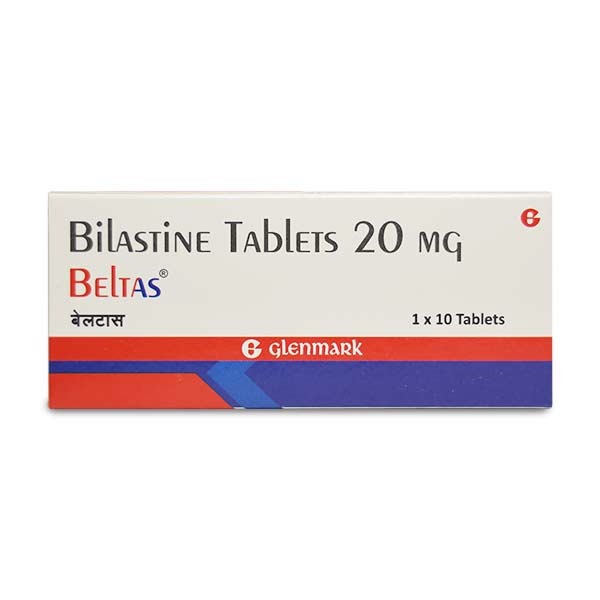 Bilastine Tablets 20 mg
Beltas®
बेलटास
1 x 10 Tablets
G glenmark